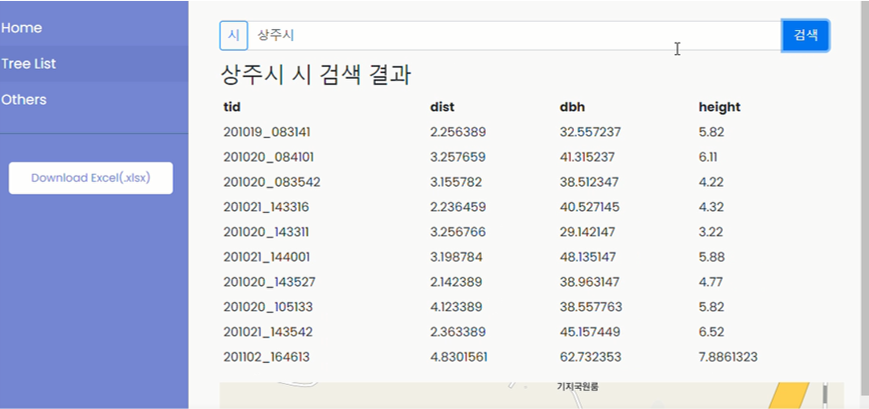 Home
Tree List
Others
Download Excel(.xlsx)
시 상주시 검색
상주시 시 검색 결과
tid dist dbh height
201019_083141 2.256389 32.557237 5.82
201020_084101 3.257659 41.315237 6.11
201020_083542 3.155782 38.512347 4.22
201021_143316 2.236459 40.527145 4.32
201020_143311 3.256766 29.142147 3.22
201021_144001 3.198784 48.135147 5.88
201020_143527 2.142389 38.963147 4.77
201020_105133 4.123389 38.557763 5.82
201021_143542 2.363389 45.157449 6.52
201102_164613 4.8301561 62.732353 7.8861323
기지국원룸